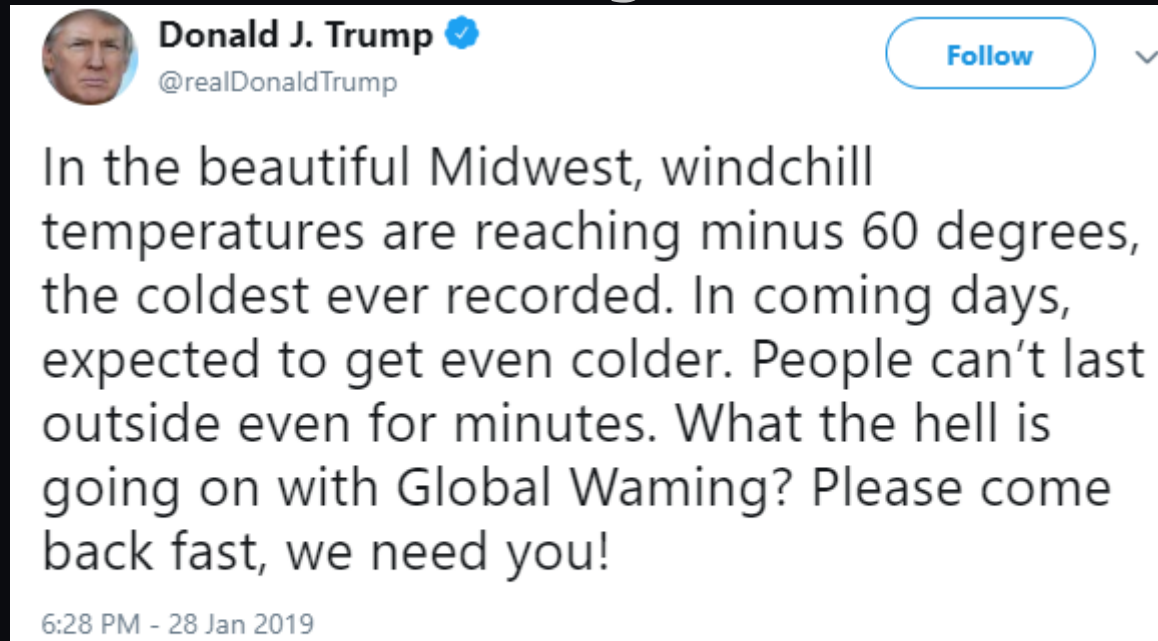 Donald J. Trump
Follow
@realDonaldTrump
In the beautiful Midwest, windchill
temperatures are reaching minus 60 degrees,
the coldest ever recorded. In coming days,
expected to get even colder. People can’t last
outside even for minutes. What the hell is
going on with Global Waming? Please come
back fast, we need you!
6:28 PM - 28 Jan 2019